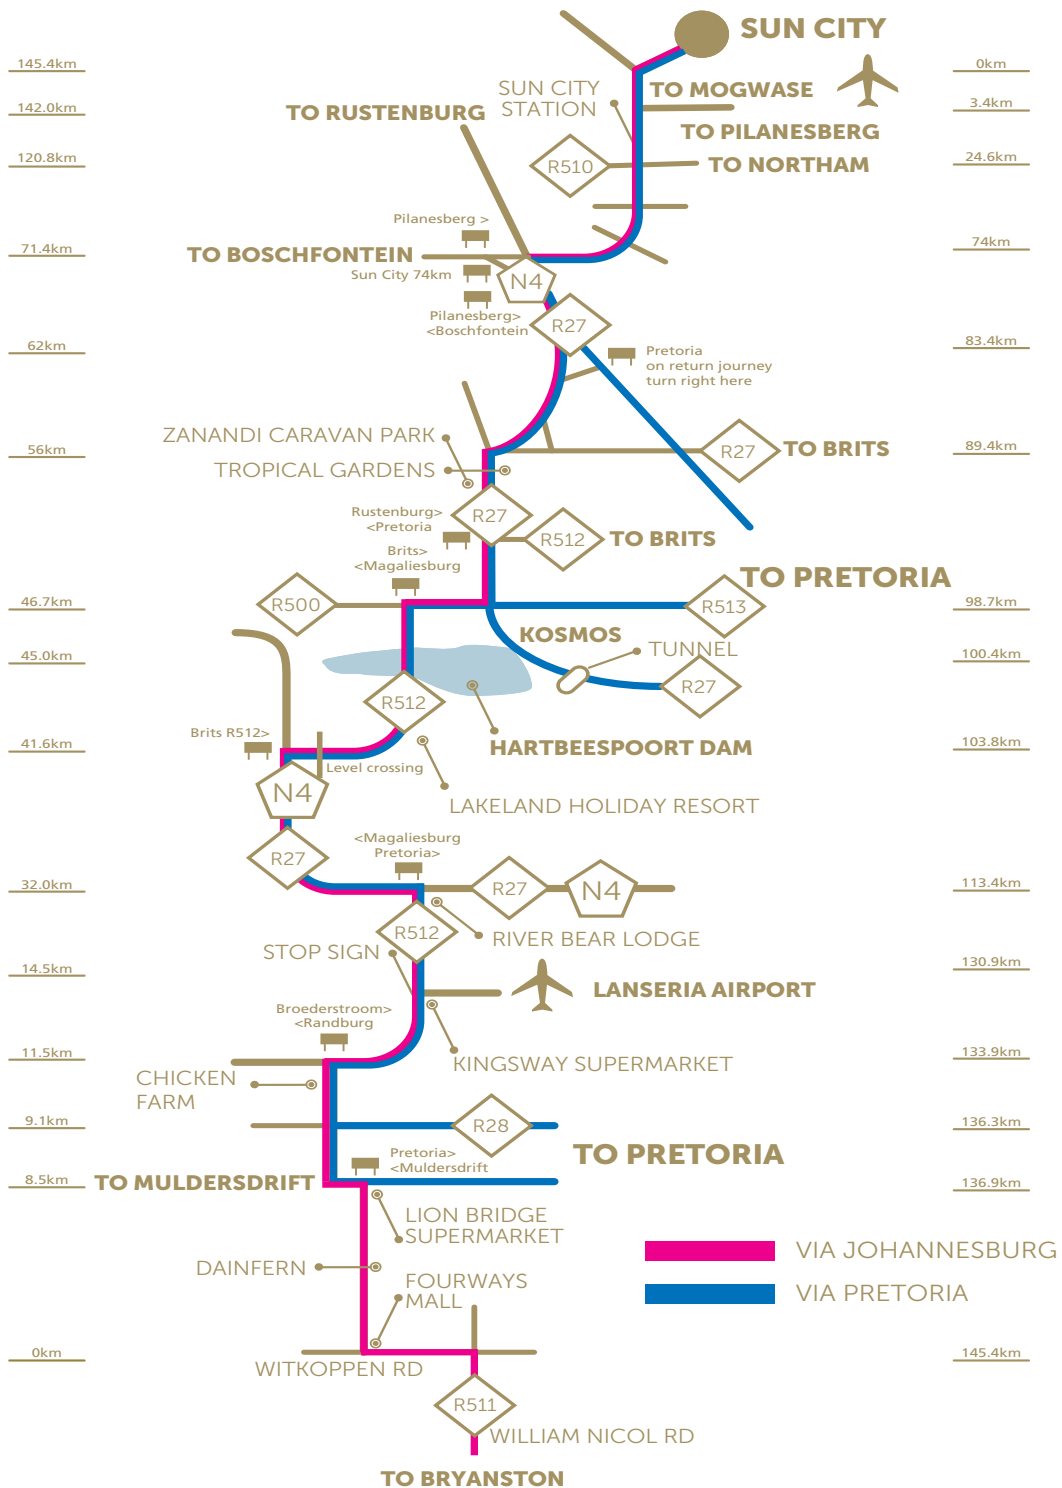 SUN CITY
145.4km
0km
SUN CITY
STATION
TO MOGWASE
142.0km
TO RUSTENBURG
3.4km
TO PILANESBERG
120.8km
R510
TO NORTHAM
24.6km
Pilanesberg >
71.4km
TO BOSCHFONTEIN
74km
Sun City 74km
N4
Pilanesberg>
<Boschfontein
R27
62km
83.4km
Pretoria
on return journey
turn right here
ZANANDI CARAVAN PARK
56km
R27
TO BRITS
89.4km
TROPICAL GARDENS
Rustenburg>
<Pretoria
R27
R512
TO BRITS
Brits>
<Magaliesburg
TO PRETORIA
46.7km
R500
R513
98.7km
KOSMOS
TUNNEL
45.0km
100.4km
R512
R27
Brits R512>
41.6km
HARTBEESPOORT DAM
103.8km
Level crossing
N4
LAKELAND HOLIDAY RESORT
<Magaliesburg
Pretoria>
R27
32.0km
R27
N4
113.4km
R512
RIVER BEAR LODGE
STOP SIGN
14.5km
130.9km
LANSERIA AIRPORT
Broederstroom>
<Randburg
11.5km
133.9km
KINGSWAY SUPERMARKET
CHICKEN
FARM
9.1km
R28
136.3km
Pretoria>
<Muldersdrift
TO PRETORIA
8.5km
TO MULDERSDRIFT
136.9km
LION BRIDGE
SUPERMARKET
VIA JOHANNESBURG
DAINFERN
FOURWAYS
MALL
VIA PRETORIA
0km
145.4km
WITKOPPEN RD
R511
WILLIAM NICOL RD
TO BRYANSTON